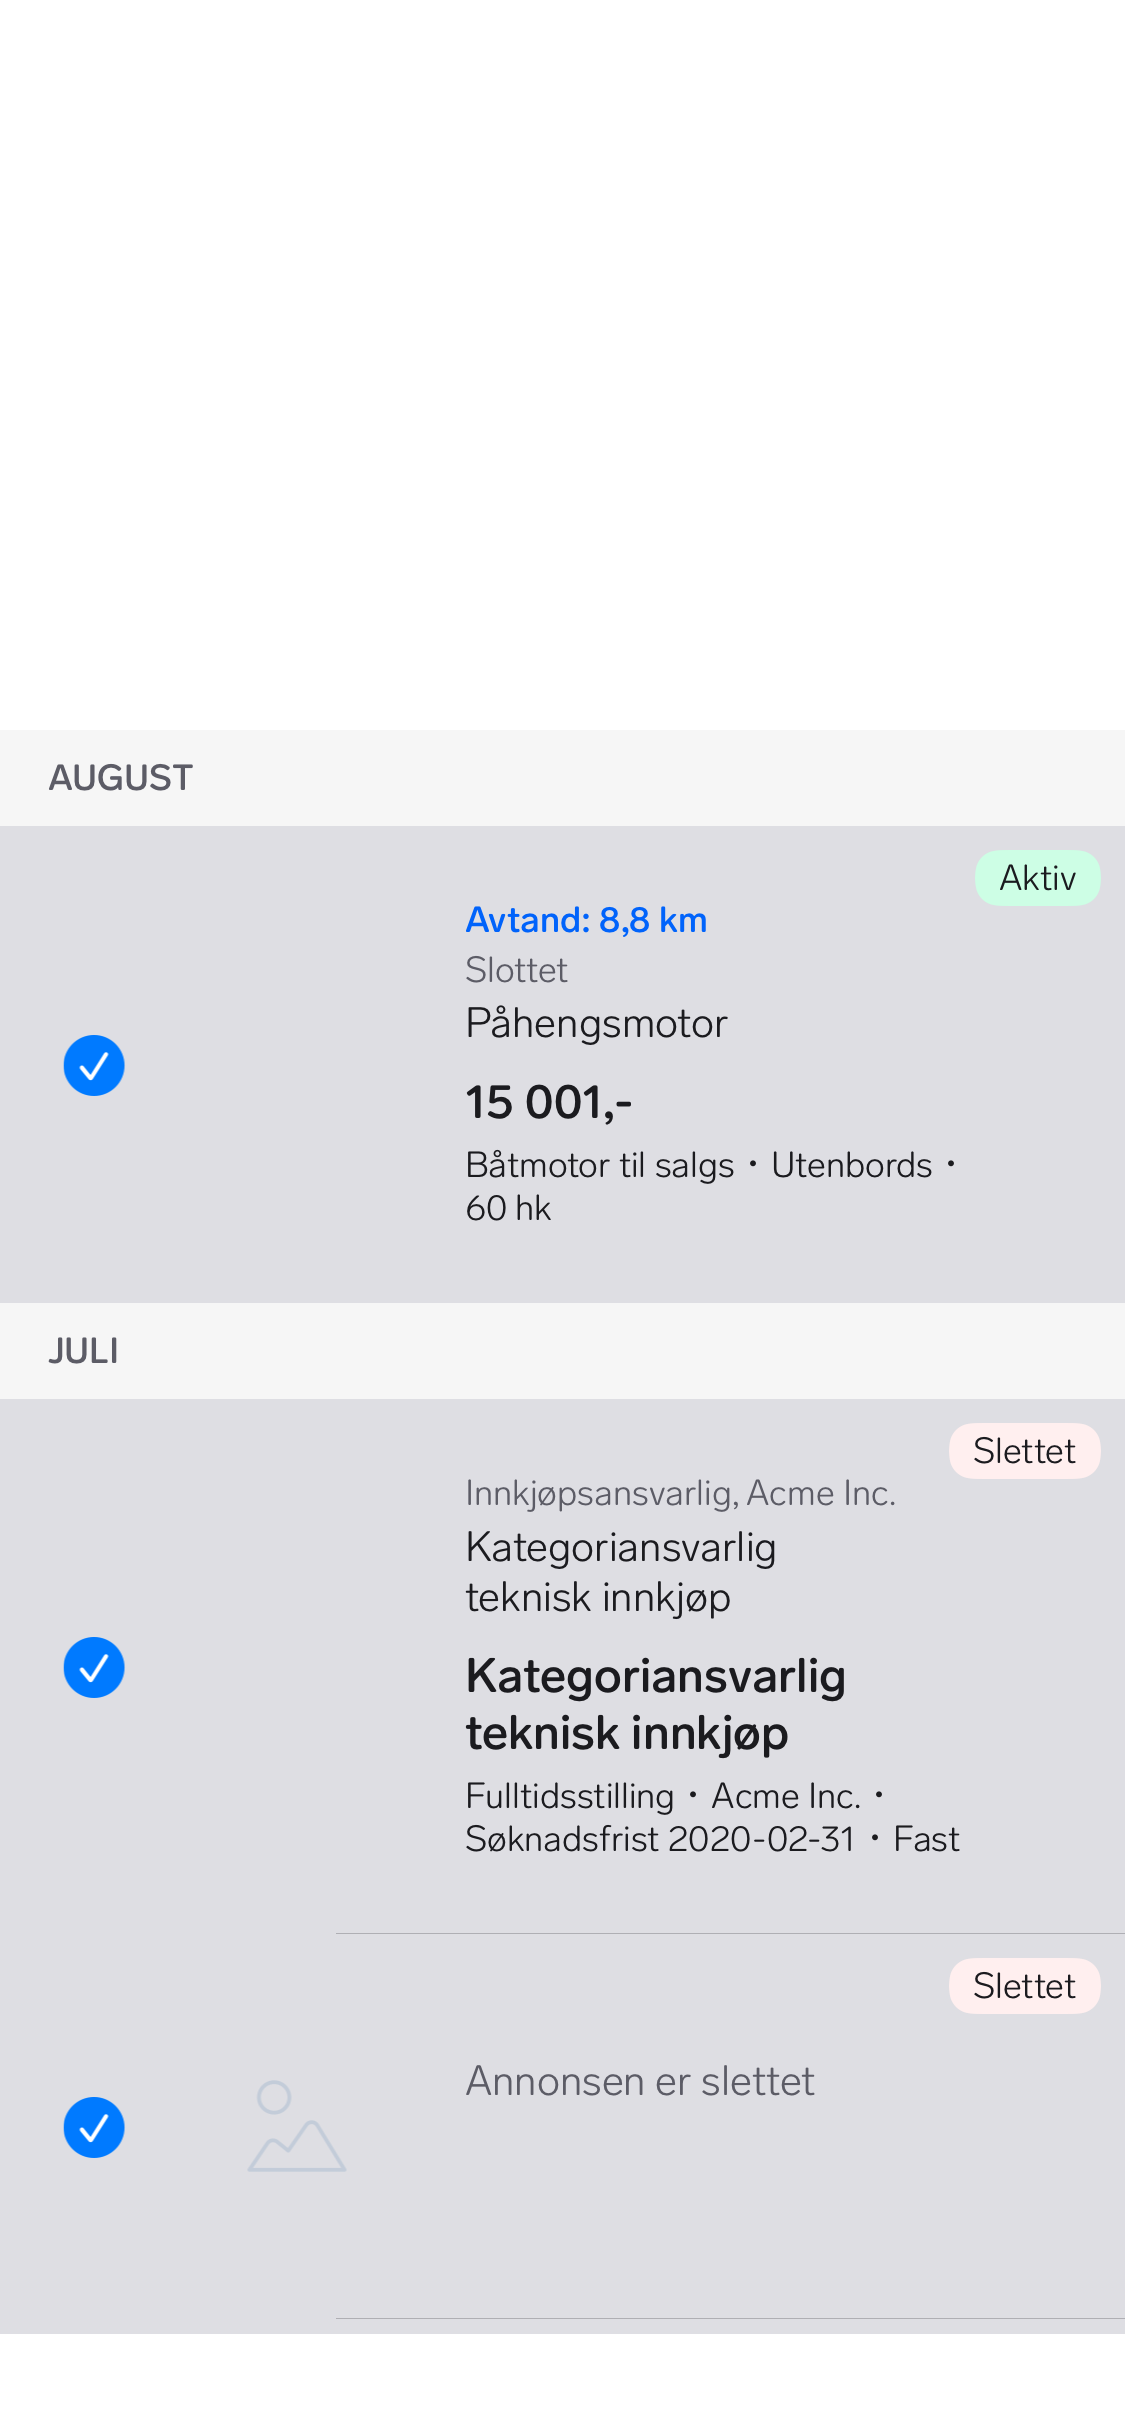 AUGUST
Aktiv
Avtand: 8,8 km
Slottet
Påhengsmotor
15 001,-
Båtmotor til salgs • Utenbords •
60 hk
JULI
Slettet
Innkjøpsansvarlig, Acme Inc.
Kategoriansvarlig
teknisk innkjøp
Kategoriansvarlig
teknisk innkjøp
Fulltidsstilling • Acme Inc. •
Søknadsfrist 2020-02-31 • Fast
Slettet
Annonsen er slettet